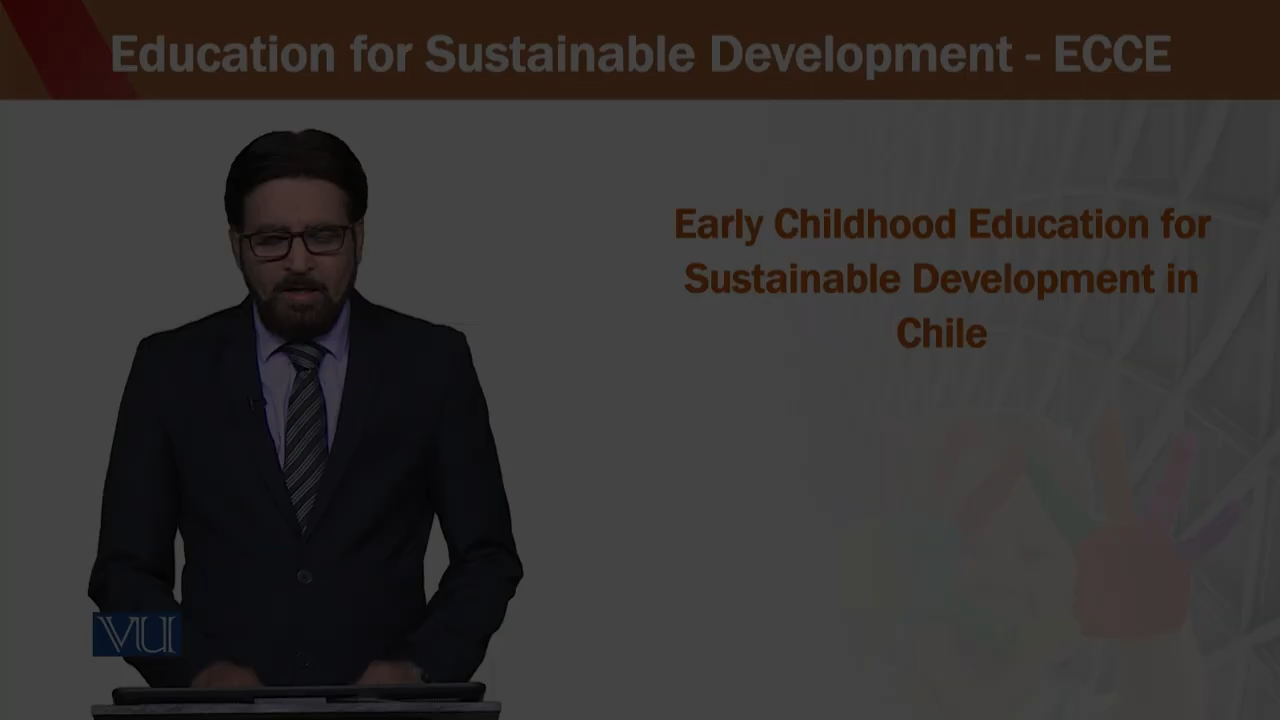 Education for Sustainable Development - ECCE
Early Childhood Education for
Sustainable Development in
Chile
VU